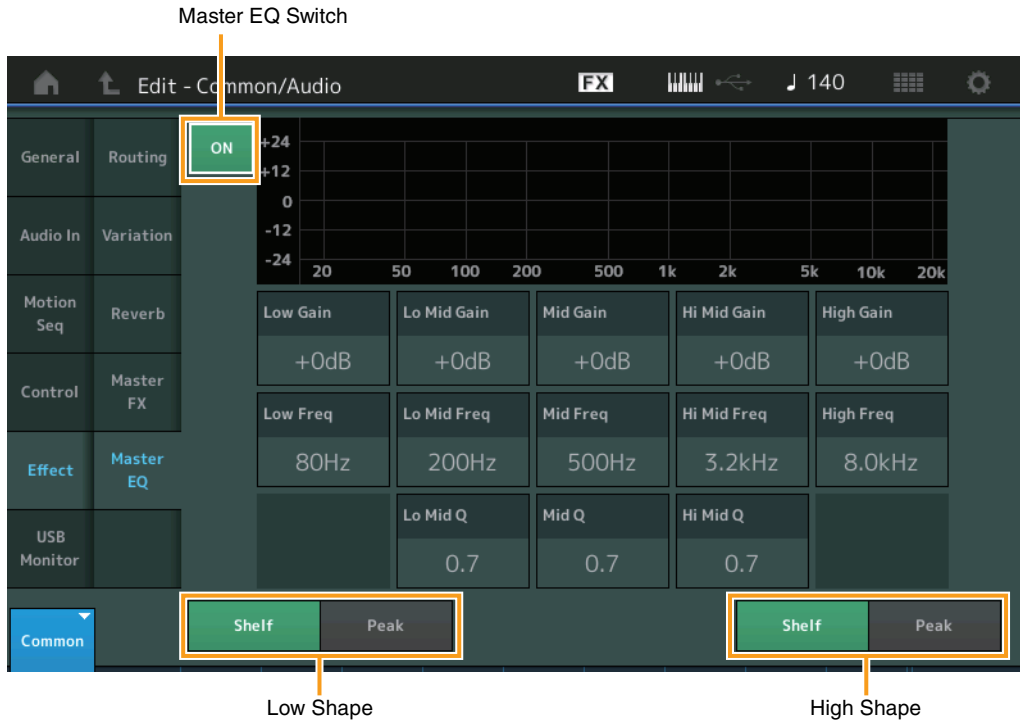 Master EQ Switch
Edit - Common/Audio
FX
♩ 140
General
Routing
ON
+24
+12
0
-12
-24
20 50 100 200 500 1k 2k 5k 10k 20k
Audio In
Variation
Motion
Seq
Reverb
Control
Master
FX
Effect
Master
EQ
USB
Monitor
Common
Low Gain
+0dB
Lo Mid Gain
+0dB
Mid Gain
+0dB
Hi Mid Gain
+0dB
High Gain
+0dB
Low Freq
80Hz
Lo Mid Freq
200Hz
Mid Freq
500Hz
Hi Mid Freq
3.2kHz
High Freq
8.0kHz
Lo Mid Q
0.7
Mid Q
0.7
Hi Mid Q
0.7
Shelf
Peak
Shelf
Peak
Low Shape
High Shape